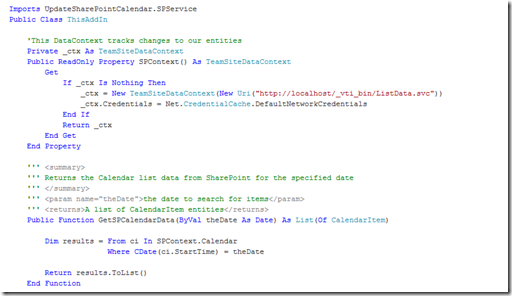 Imports UpdateSharePointCalendar.SPService
Public Class ThisAddIn
'This DataContext tracks changes to our entities
Private _ctx As TeamSiteDataContext
Public ReadOnly Property SPContext() As TeamSiteDataContext
Get
If _ctx Is Nothing Then
_ctx = New TeamSiteDataContext(New Uri("http://localhost/_vti_bin/ListData.svc"))
_ctx.Credentials = Net.CredentialCache.DefaultNetworkCredentials
End If
Return _ctx
End Get
End Property
''' <summary>
''' Returns the Calendar list data from SharePoint for the specified date
''' </summary>
''' <param name="theDate">the date to search for items</param>
''' <returns>A list of CalendarItem entities</returns>
Public Function GetSPCalendarData(ByVal theDate As Date) As List(Of CalendarItem)
Dim results = From ci In SPContext.Calendar
Where CDate(ci.StartTime) = theDate
Return results.ToList()
End Function